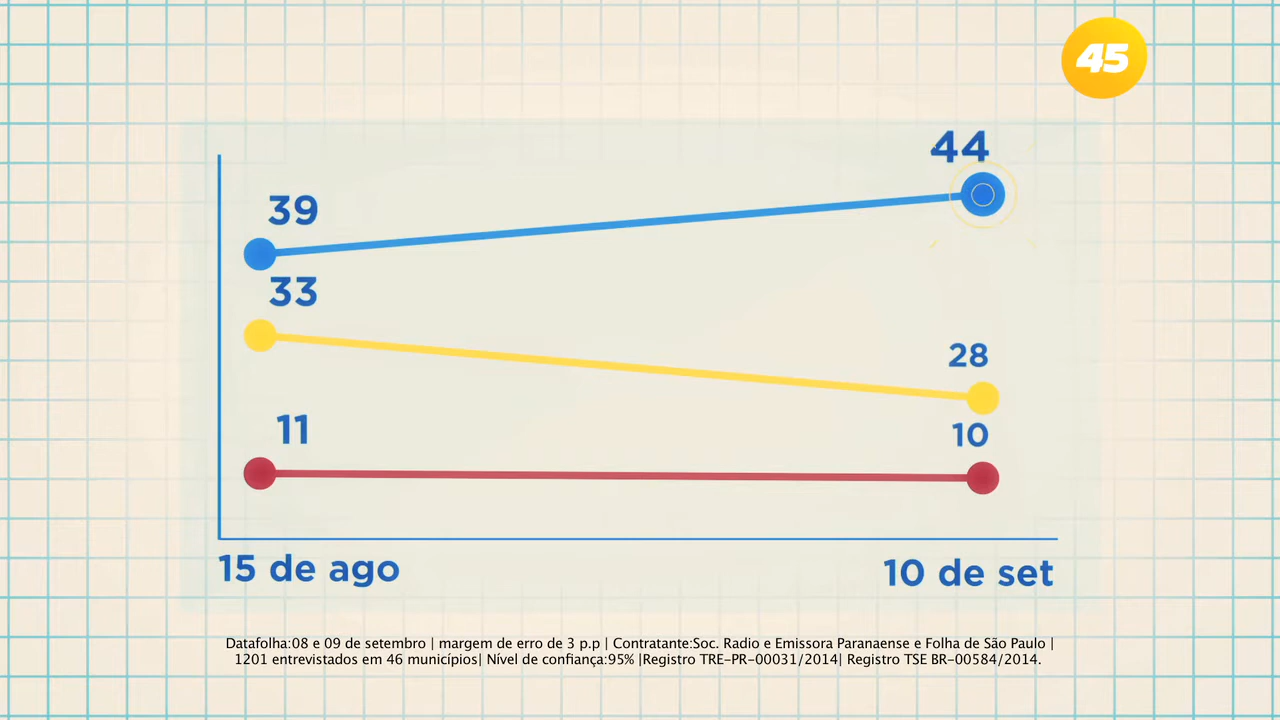 45
44
39
33
28
11
10
15 de ago
10 de set
Datafolha:08 e 09 de setembro | margem de erro de 3 p.p | Contratante:Soc. Radio e Emissora Paranaense e Folha de São Paulo |
1201 entrevistados em 46 municípios| Nível de confiança:95% |Registro TRE-PR-00031/2014| Registro TSE BR-00584/2014.